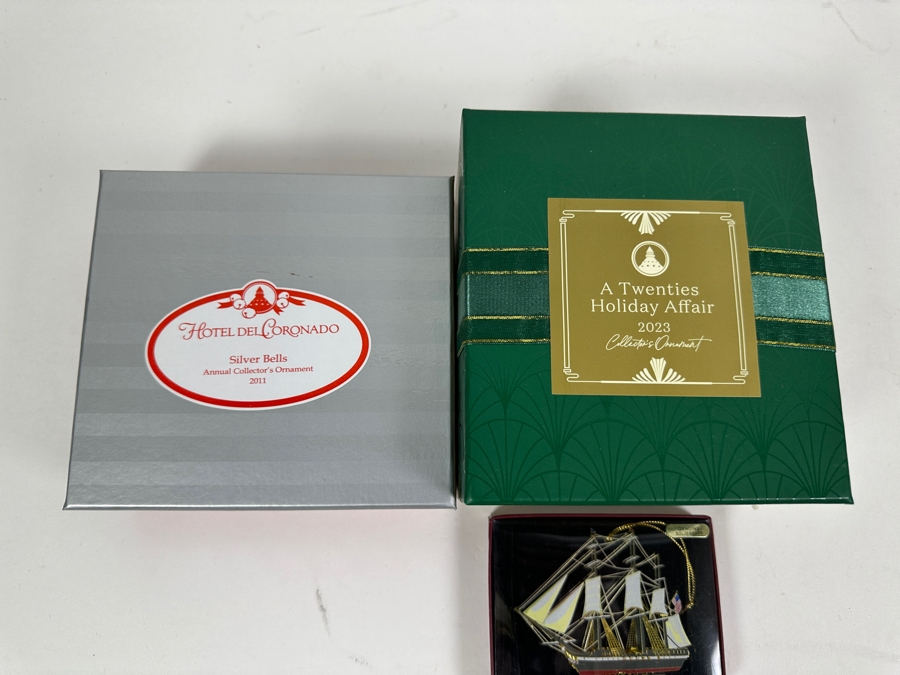 HOTEL DEL CORONADO
Silver Bells
Annual Collector's Ornament
2011
A Twenties
Holiday Affair
2023
Collector's Ornament